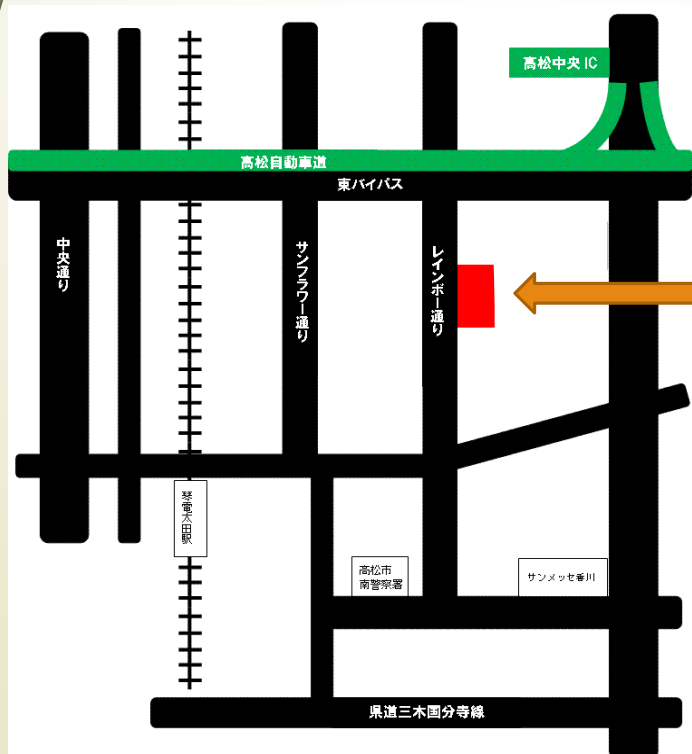 高松中央 IC
高松自動車道
東バイパス
中央通り
サンフラワー通り
レインボー通り
琴電太田駅
高松市
南警察署
サンメッセ香川
県道三木国分寺線